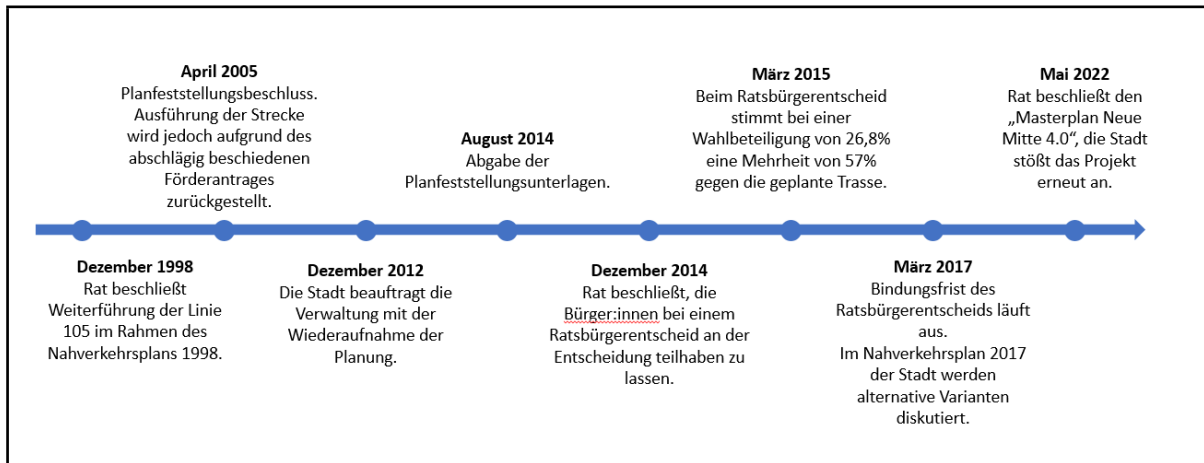 April 2005
Planfeststellungsbeschluss.
Ausführung der Strecke
wird jedoch aufgrund des
abschlägig beschiedenen
Förderantrages
zurückgestellt.
August 2014
Abgabe der
Planfeststellungsunterlagen.
März 2015
Beim Ratsbürgerentscheid
stimmt bei einer
Wahlbeteiligung von 26,8%
eine Mehrheit von 57%
gegen die geplante Trasse.
Mai 2022
Rat beschließt den
„Masterplan Neue
Mitte 4.0“, die Stadt
stößt das Projekt
erneut an.
Dezember 1998
Rat beschließt
Weiterführung der Linie
105 im Rahmen des
Nahverkehrsplans 1998.
Dezember 2012
Die Stadt beauftragt die
Verwaltung mit der
Wiederaufnahme der
Planung.
Dezember 2014
Rat beschließt, die
Bürger:innen bei einem
Ratsbürgerentscheid an der
Entscheidung teilhaben zu
lassen.
März 2017
Bindungsfrist des
Ratsbürgerentscheids läuft
aus.
Im Nahverkehrsplan 2017
der Stadt werden
alternative Varianten
diskutiert.